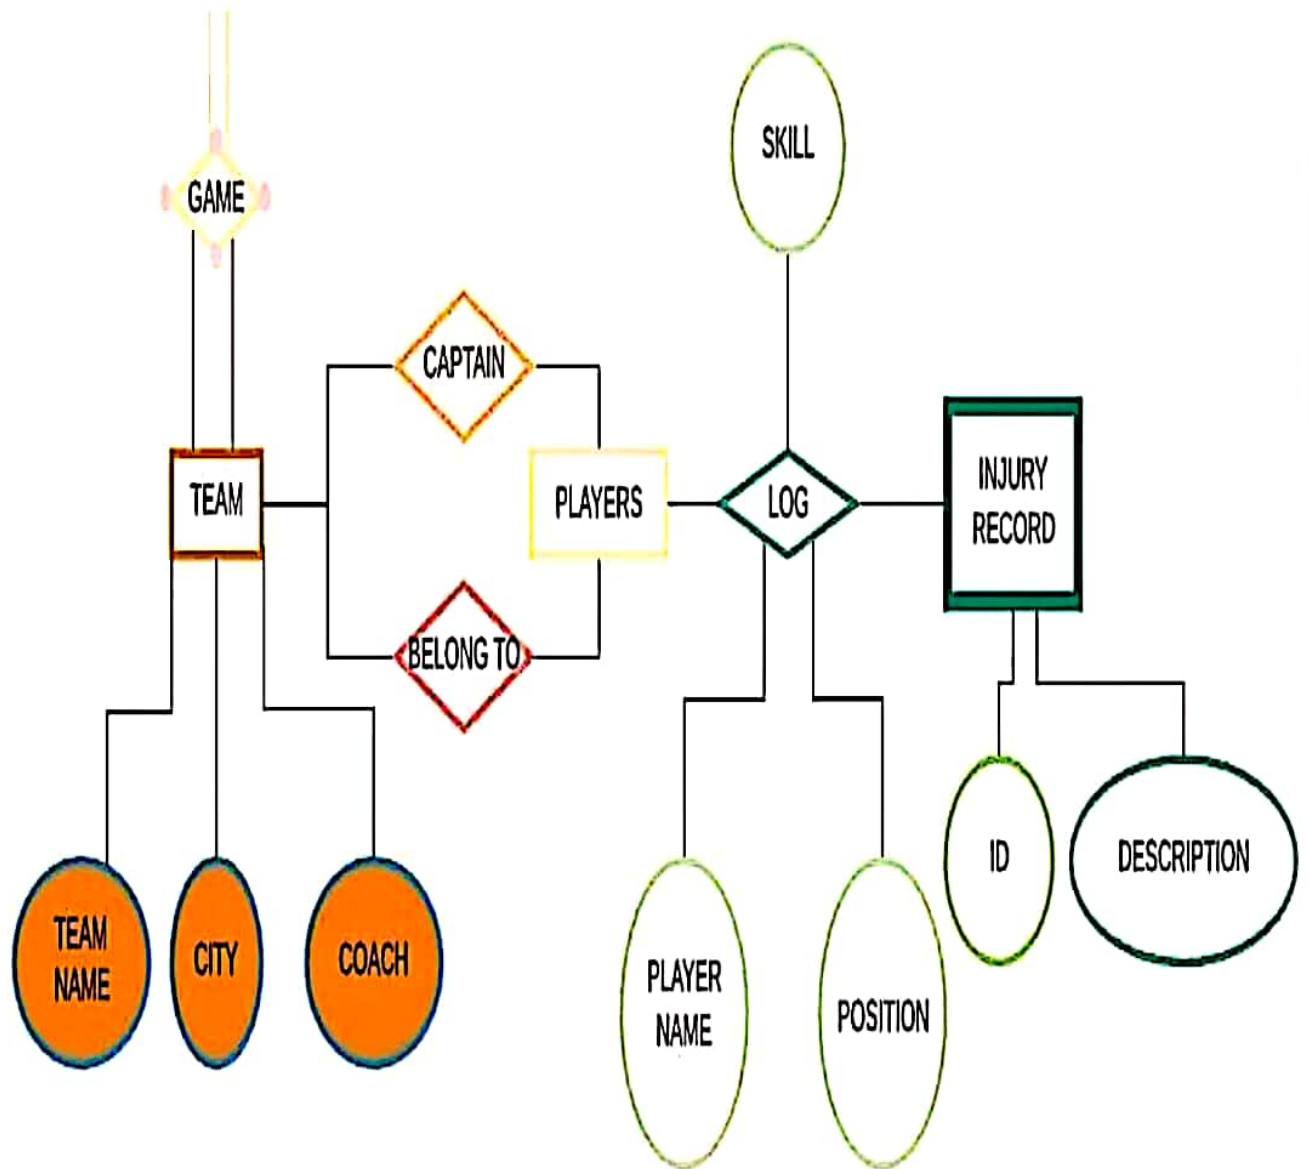 SKILL
GAME
CAPTAIN
TEAM
PLAYERS
LOG
INJURY
RECORD
BELONG TO
ID
DESCRIPTION
TEAM
NAME
CITY
COACH
PLAYER
NAME
POSITION